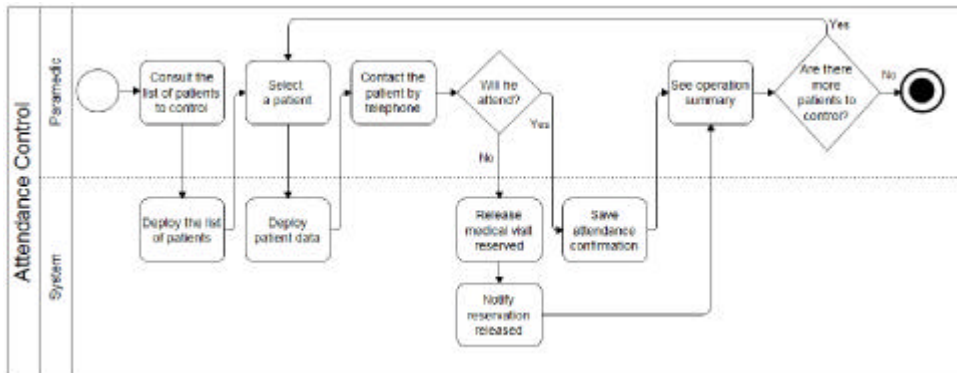 Attendance Control
Paramedic
System
Consult the
list of patients
to control
Select
a patient
Contact the
patient by
telephone
Will he
attend?
Yes
No
See operation
summary
Yes
Are there
more
patients to
control?
No
Deploy the list
of patients
Deploy
patient data
Release
medical visit
reserved
Save
attendance
confirmation
Notify
reservation
released